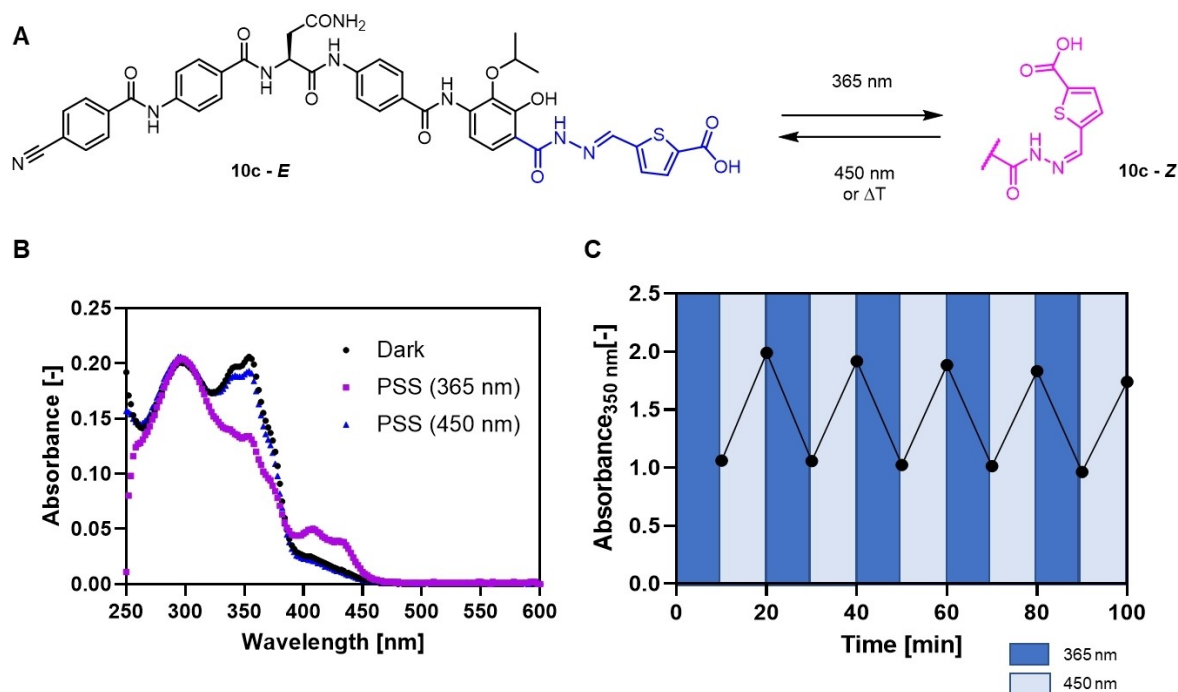 A
CONH₂
O
O
H
N
OH
O
N
H
N
H
O
O
N
H
O
OH
H
N
N
O
S
O
OH
N
10c - E
365 nm
450 nm
or ΔT
OH
O
S
H
N
N
O
10c - Z
B
0.25
0.20
0.15
0.10
0.05
0.00
Absorbance [-]
Dark
PSS (365 nm)
PSS (450 nm)
250 300 350 400 450 500 550 600
Wavelength [nm]
C
2.5
2.0
1.5
1.0
0.5
0.0
Absorbance₃₅₀ ₙₘ[-]
0 20 40 60 80 100
Time [min]
365 nm
450 nm